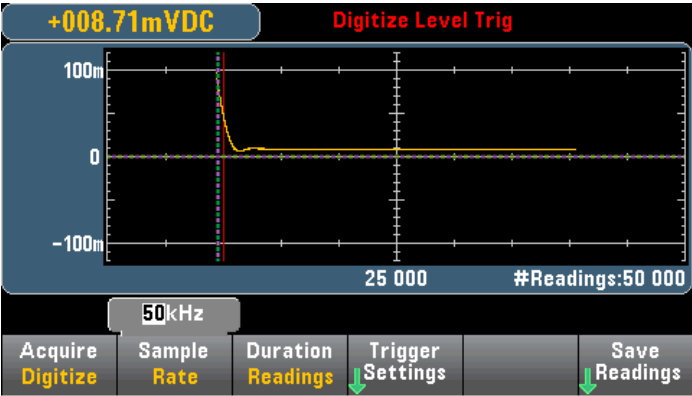 +008.71mVDC
Digitize Level Trig
100m
0
-100m
25 000 #Readings:50 000
50kHz
Acquire Sample Duration Trigger Save
Digitize Rate Readings Settings Readings